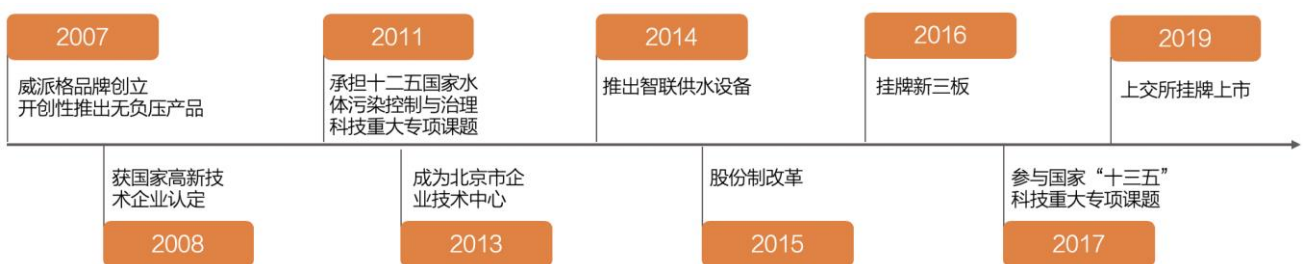 2007
威派格品牌创立
开创性推出无负压产品
2011
承担十二五国家水
体污染控制与治理
科技重大专项课题
2014
推出智联供水设备
2016
挂牌新三板
2019
上交所挂牌上市
获国家高新技
术企业认定
2008
成为北京市企
业技术中心
2013
股份制改革
2015
参与国家“十三五”
科技重大专项课题
2017